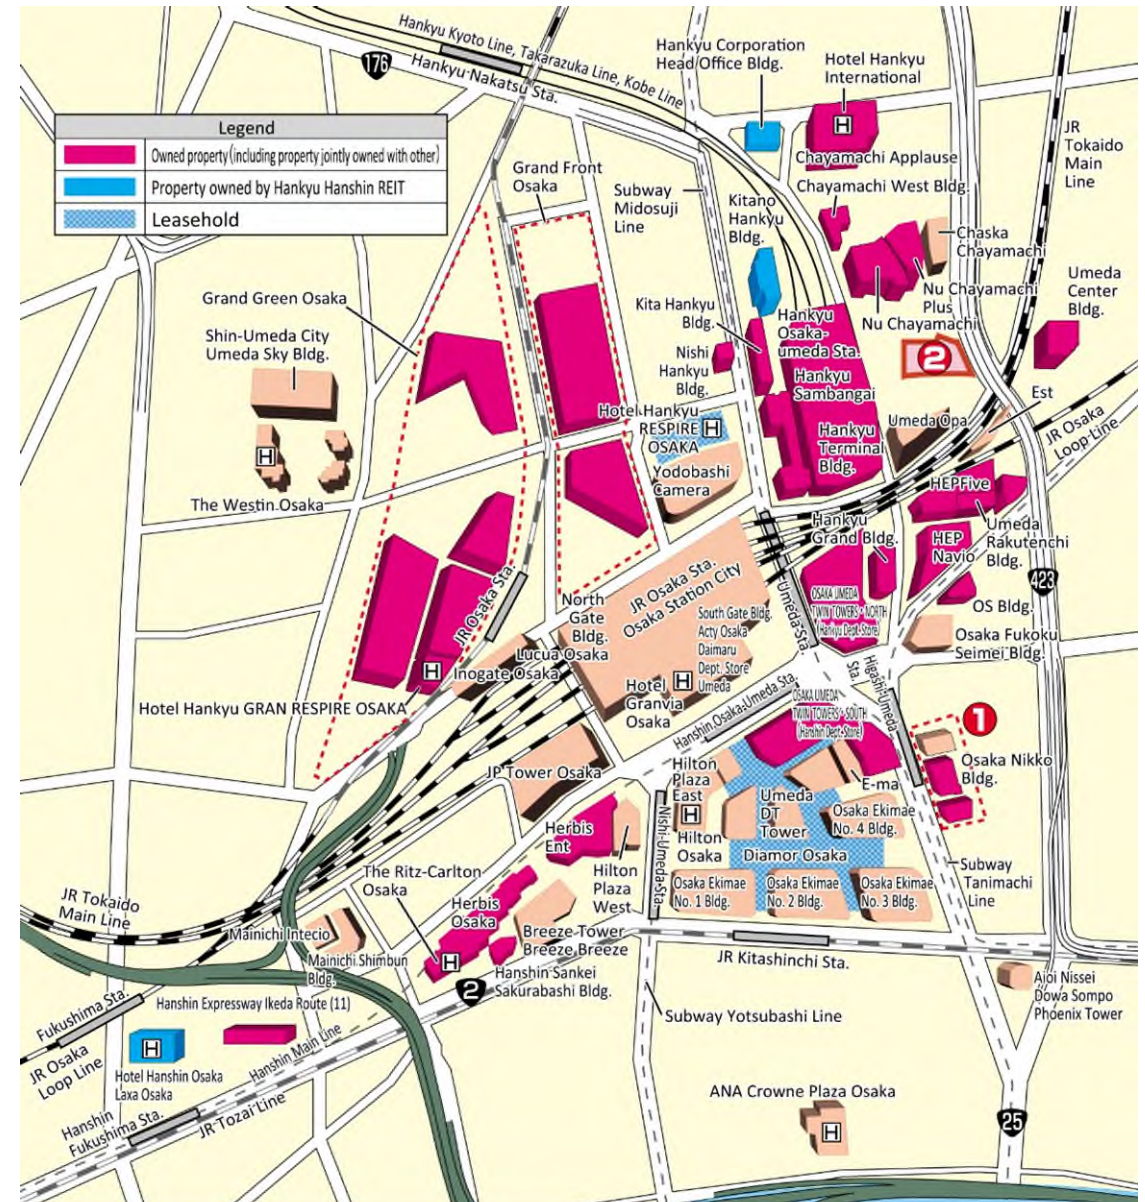 Hankyu Kyoto Line, Takarazuka Line, Kobe Line
Hankyu Nakatsu Sta.
176
Hankyu Corporation
Head Office Bldg.
Hotel Hankyu
International
H
Legend
Owned property(including property jointly owned with other)
Property owned by Hankyu Hanshin REIT
Leasehold
JR
Tokaido
Main
Line
Chayamachi Applause
Chayamachi West Bldg.
Grand Front
Osaka
Subway
Midosuji
Line
Kitano
Hankyu
Bldg.
Chaska
Chayamachi
Nu Chayamachi
Plus
Nu Chayamachi
Umeda
Center
Bldg.
Grand Green Osaka
Shin-Umeda City
Umeda Sky Bldg.
Kita Hankyu
Bldg.
Hankyu
Osaka-
umeda Sta.
Nishi
Hankyu
Bldg.
Hankyu
Sambangai
2
Est
Hotel Hankyu
RESPIRE
OSAKA
H
Umeda Opa
JR Osaka
Loop Line
Hankyu
Terminal
Bldg.
H
Yodobashi
Camera
The Westin Osaka
HEPFive
Hankyu
Grand Bldg.
Umeda
Rakutenchi
Bldg.
HEP
Navio
423
JR Osaka Sta.
JR Osaka Sta.
Osaka Station City
Umeda Sta.
North
Gate
Bldg.
OSAKA UMEDA
TWIN TOWERS・NORTH
(Hankyu Dept. Store)
OS Bldg.
South Gate Bldg.
Acty Osaka
Daimaru
Dept. Store
Umeda
Osaka Fukoku
Seimei Bldg.
Lucua Osaka
Inogate Osaka
H
Hotel
Granvia
Osaka
H
Hotel Hankyu GRAN RESPIRE OSAKA
Hanshin Osaka-Umeda Sta.
OSAKA UMEDA
TWIN TOWERS・SOUTH
(Hanshin Dept. Store)
Higashi-Umeda
Sta.
1
Osaka Nikko
Bldg.
JP Tower Osaka
Hilton
Plaza
East
H
E-ma
Umeda
DT
Tower
Osaka Ekimae
No. 4 Bldg.
Herbis
Ent
Nishi-Umeda-Sta.
Hilton
Osaka
Diamor Osaka
Hilton
Plaza
West
The Ritz-Carlton
Osaka
Osaka Ekimae
No. 1 Bldg.
Osaka Ekimae
No. 2 Bldg.
Osaka Ekimae
No. 3 Bldg.
Subway
Tanimachi
Line
JR Tokaido
Main Line
Herbis
Osaka
Mainichi Intecio
Breeze Tower
Breeze Breeze
Mainichi Shimbun
Bldg.
H
JR Kitashinchi Sta.
Hanshin Sankei
Sakurabashi Bldg.
2
Aioi Nissei
Dowa Sompo
Phoenix Tower
Fukushima Sta.
Hanshin Expressway Ikeda Route (11)
Subway Yotsubashi Line
JR Osaka
Loop Line
H
Hanshin Main Line
Hotel Hanshin Osaka
Laxa Osaka
ANA Crowne Plaza Osaka
H
Hanshin
Fukushima Sta.
JR Tozai Line
25